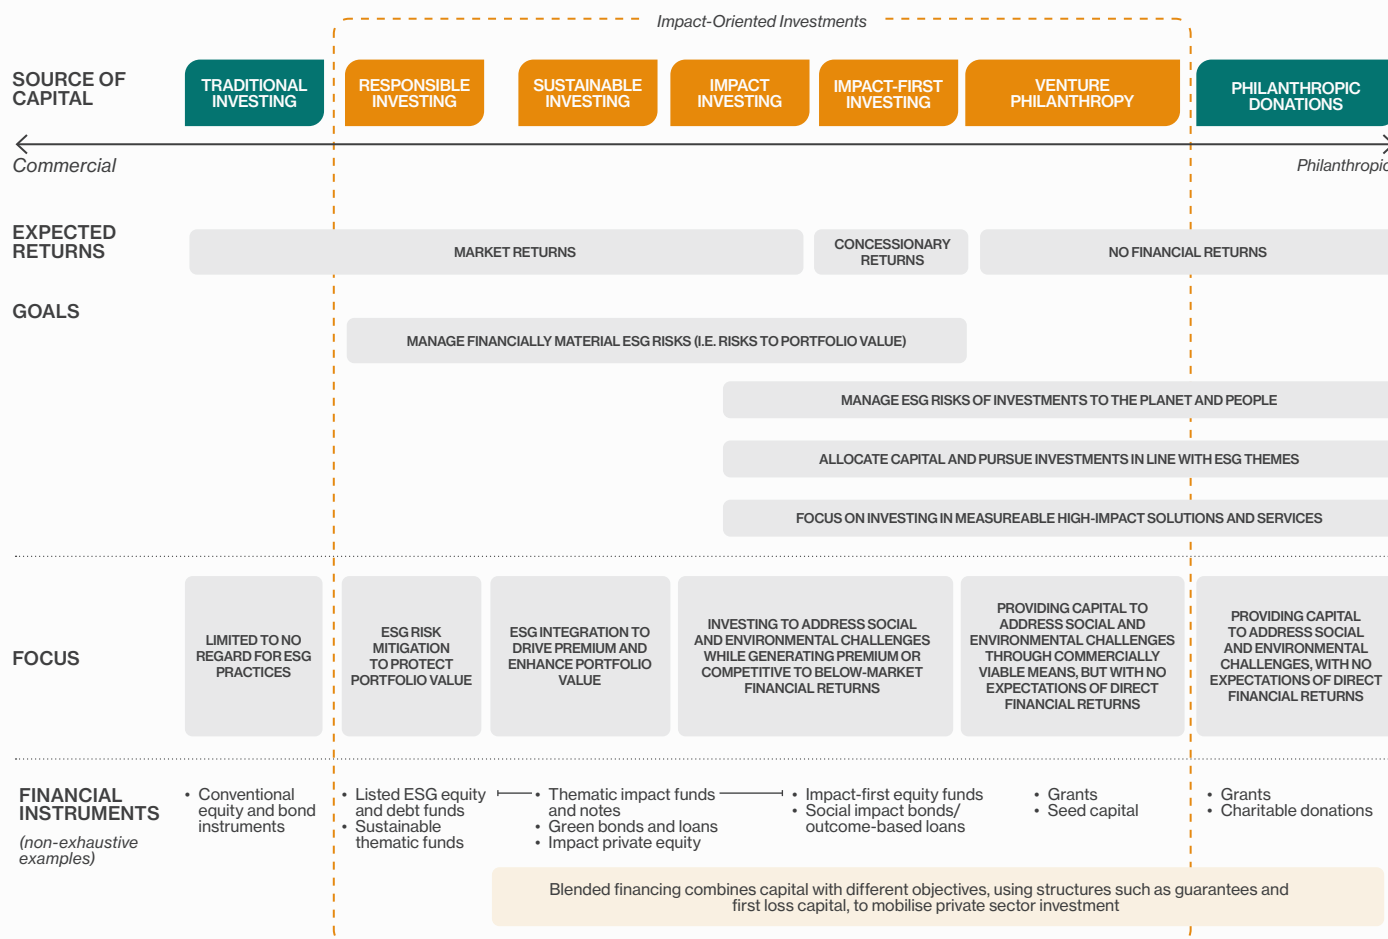 Impact-Oriented Investments
SOURCE OF
CAPITAL
TRADITIONAL
INVESTING
RESPONSIBLE
INVESTING
SUSTAINABLE
INVESTING
IMPACT
INVESTING
IMPACT-FIRST
INVESTING
VENTURE
PHILANTHROPY
PHILANTHROPIC
DONATIONS
Commercial
Philanthropic
EXPECTED
RETURNS
MARKET RETURNS
CONCESSIONARY
RETURNS
NO FINANCIAL RETURNS
GOALS
MANAGE FINANCIALLY MATERIAL ESG RISKS (I.E. RISKS TO PORTFOLIO VALUE)
MANAGE ESG RISKS OF INVESTMENTS TO THE PLANET AND PEOPLE
ALLOCATE CAPITAL AND PURSUE INVESTMENTS IN LINE WITH ESG THEMES
FOCUS ON INVESTING IN MEASUREABLE HIGH-IMPACT SOLUTIONS AND SERVICES
FOCUS
LIMITED TO NO
REGARD FOR ESG
PRACTICES
ESG RISK
MITIGATION
TO PROTECT
PORTFOLIO VALUE
ESG INTEGRATION TO
DRIVE PREMIUM AND
ENHANCE PORTFOLIO
VALUE
INVESTING TO ADDRESS SOCIAL
AND ENVIRONMENTAL CHALLENGES
WHILE GENERATING PREMIUM OR
COMPETITIVE TO BELOW-MARKET
FINANCIAL RETURNS
PROVIDING CAPITAL TO
ADDRESS SOCIAL AND
ENVIRONMENTAL CHALLENGES
THROUGH COMMERCIALLY
VIABLE MEANS, BUT WITH NO
EXPECTATIONS OF DIRECT
FINANCIAL RETURNS
PROVIDING CAPITAL
TO ADDRESS SOCIAL
AND ENVIRONMENTAL
CHALLENGES, WITH NO
EXPECTATIONS OF DIRECT
FINANCIAL RETURNS
FINANCIAL
INSTRUMENTS
(non-exhaustive
examples)
• Conventional
equity and bond
instruments
• Listed ESG equity
and debt funds
• Sustainable
thematic funds
• Thematic impact funds
and notes
• Green bonds and loans
• Impact private equity
• Impact-first equity funds
• Social impact bonds/
outcome-based loans
• Grants
• Seed capital
• Grants
• Charitable donations
Blended financing combines capital with different objectives, using structures such as guarantees and
first loss capital, to mobilise private sector investment